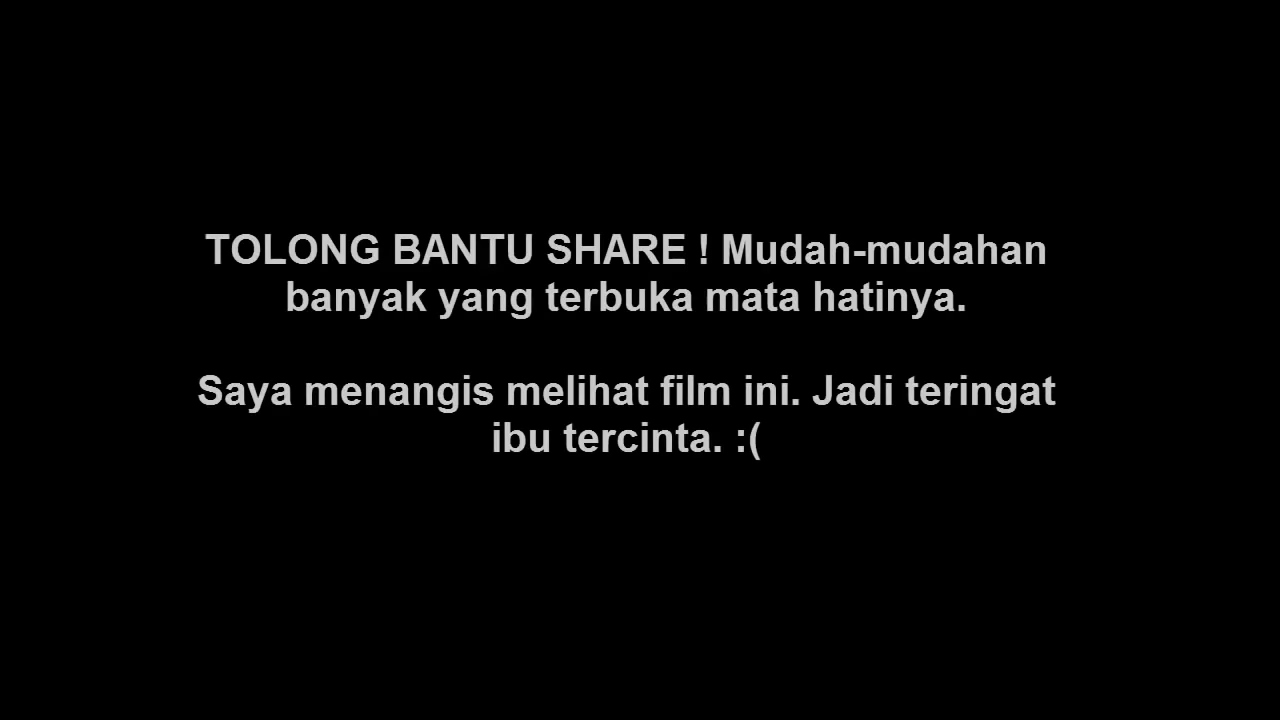 TOLONG BANTU SHARE ! Mudah-mudahan
banyak yang terbuka mata hatinya.
Saya menangis melihat film ini. Jadi teringat
ibu tercinta. :(